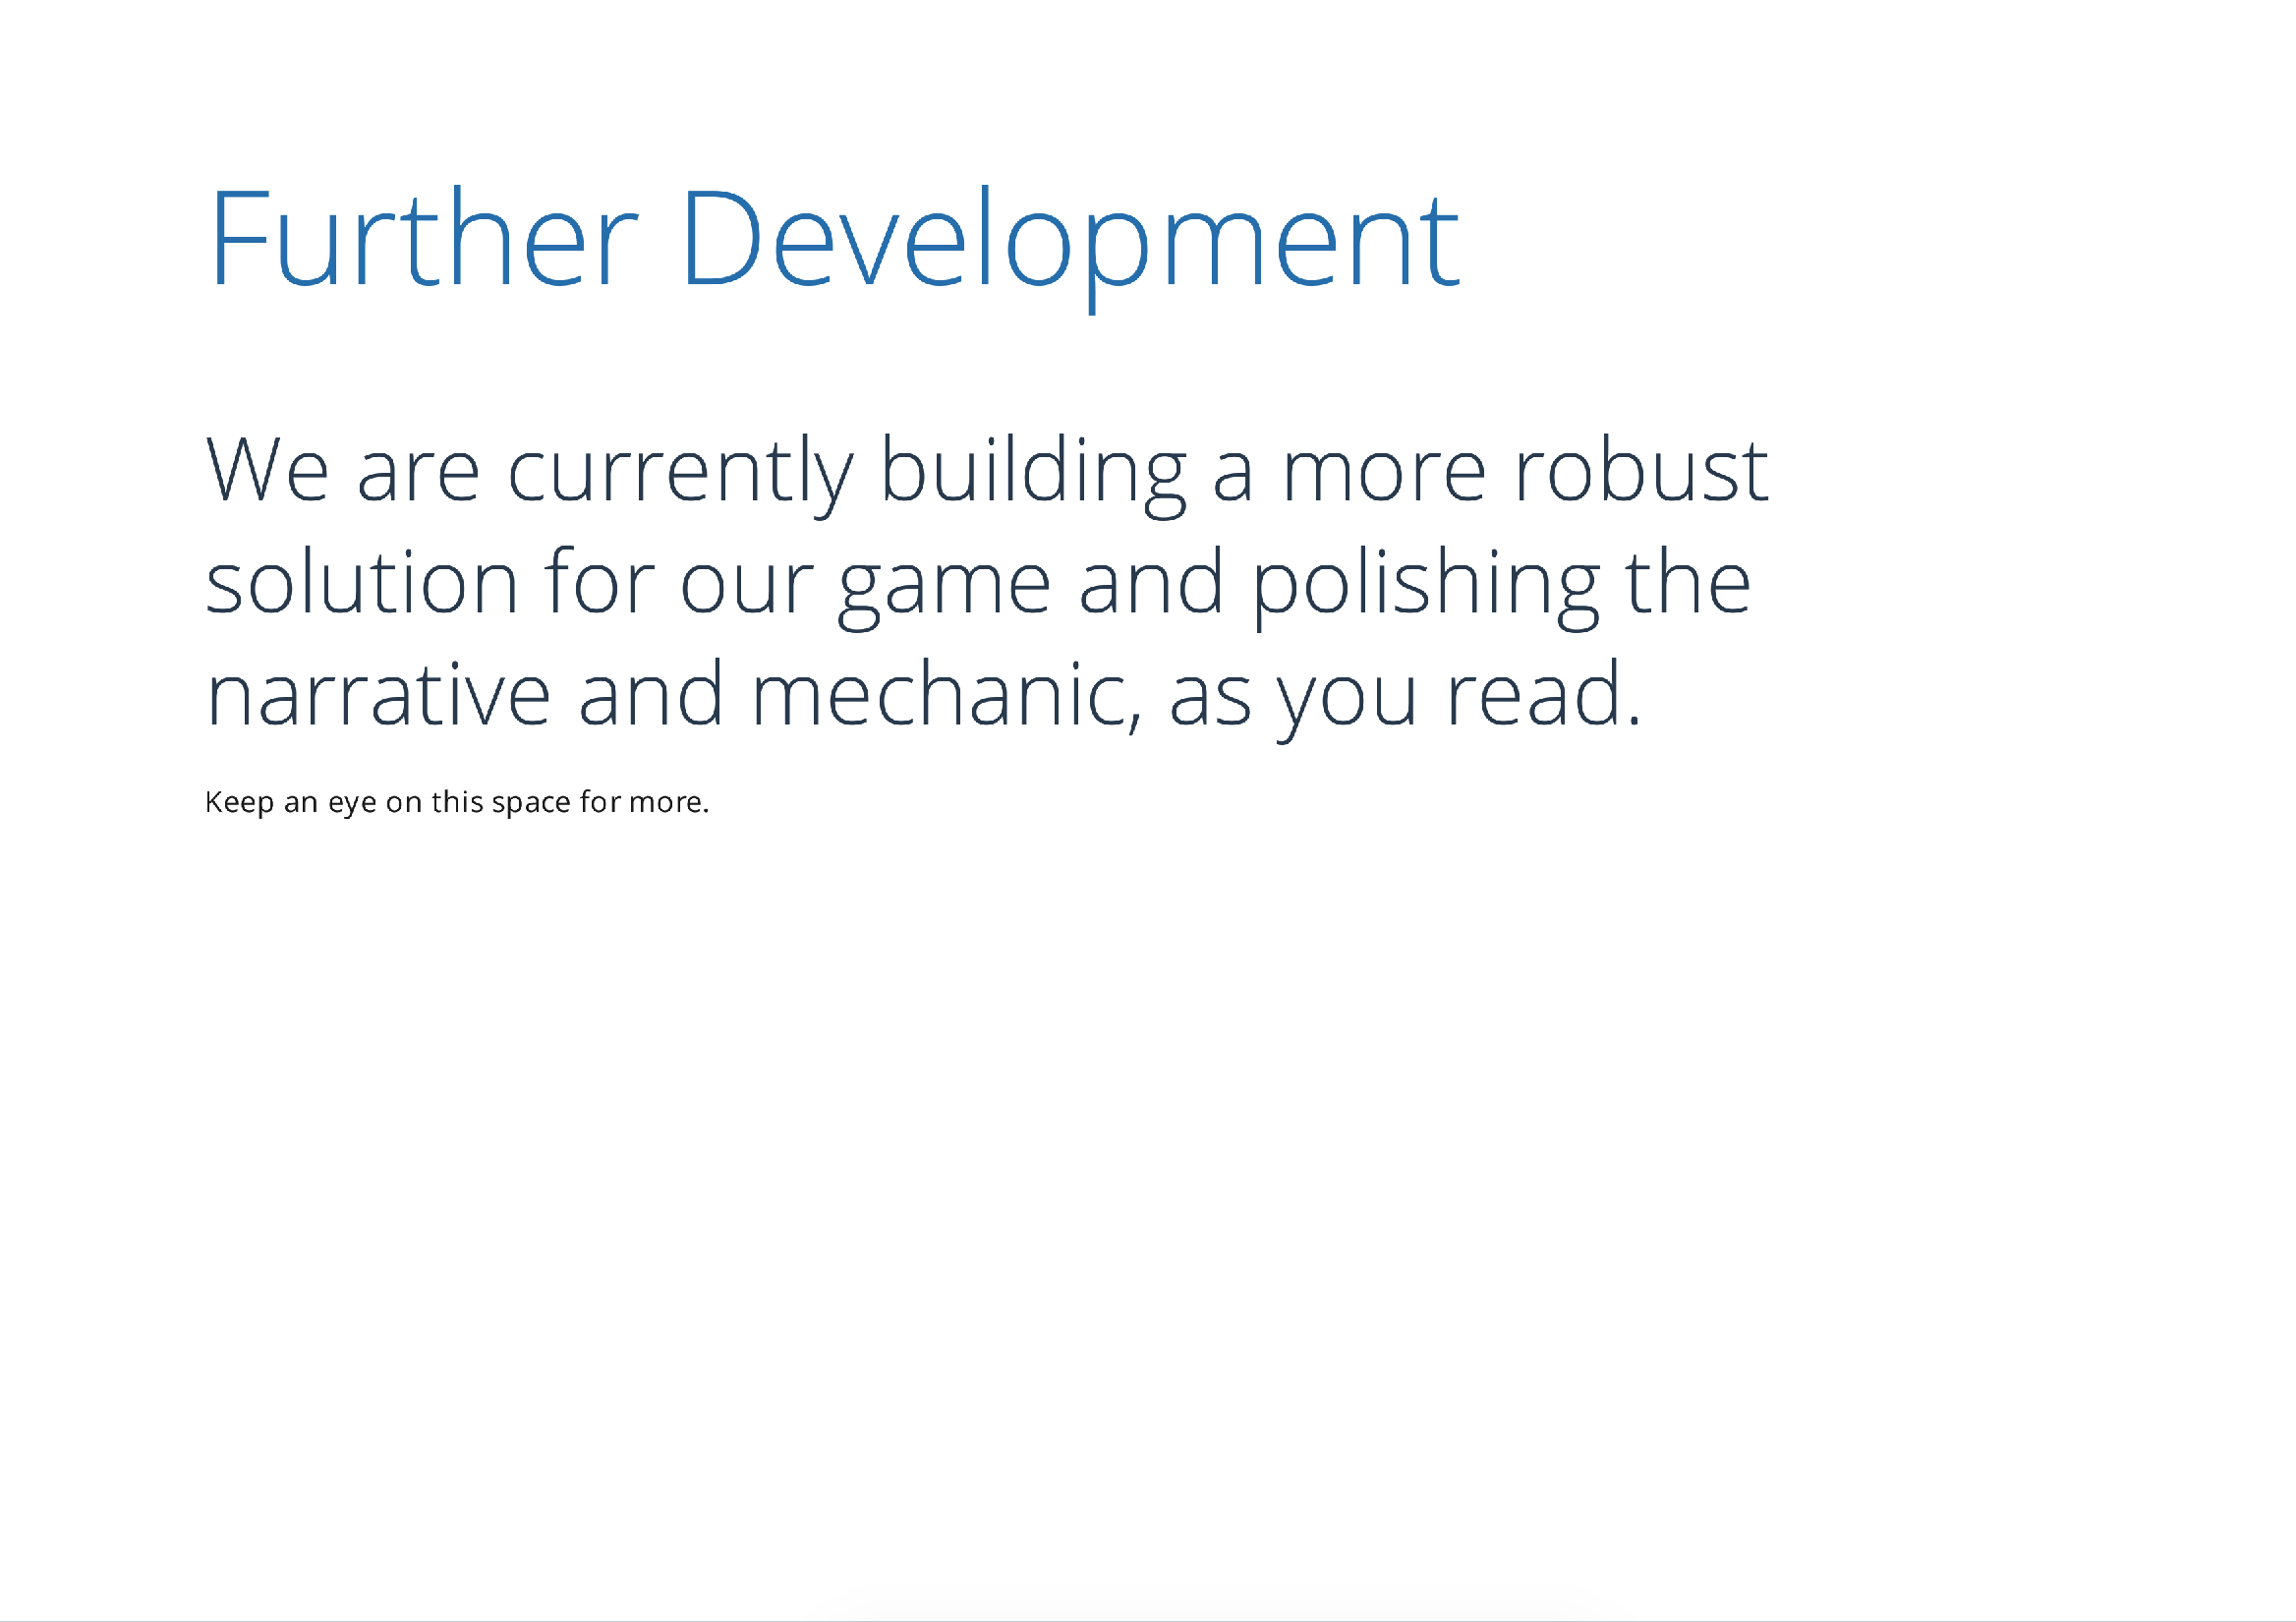 Further Development
We are currently building a more robust
solution for our game and polishing the
narrative and mechanic, as you read.
Keep an eye on this space for more.